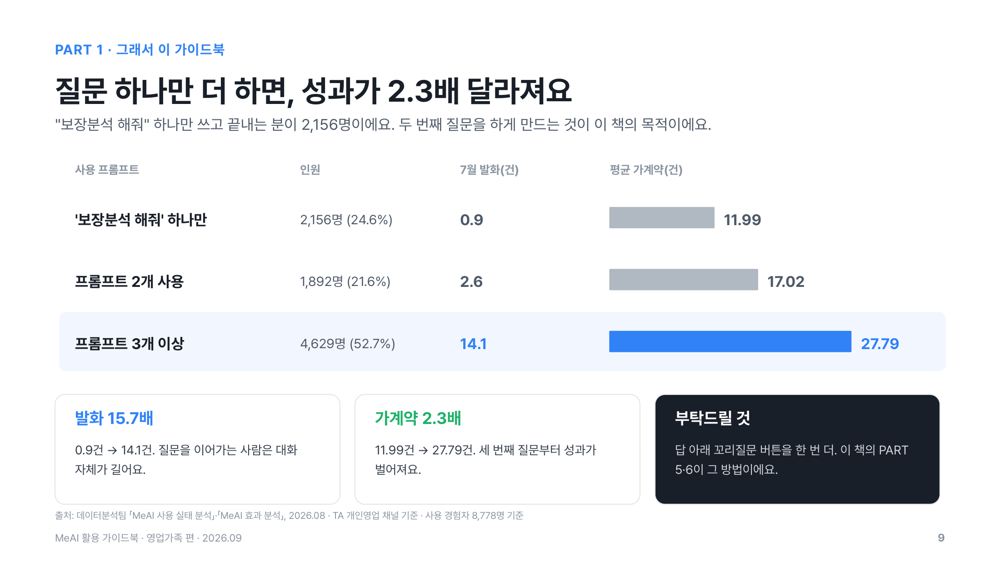 PART 1 · 그래서 이 가이드북
질문 하나만 더 하면, 성과가 2.3배 달라져요
"보장분석 해줘" 하나만 쓰고 끝내는 분이 2,156명이에요. 두 번째 질문을 하게 만드는 것이 이 책의 목적이에요.
사용 프롬프트 인원 7월 발화(건) 평균 가계약(건)
'보장분석 해줘' 하나만 2,156명 (24.6%) 0.9 11.99
프롬프트 2개 사용 1,892명 (21.6%) 2.6 17.02
프롬프트 3개 이상 4,629명 (52.7%) 14.1 27.79
발화 15.7배
0.9건 → 14.1건. 질문을 이어가는 사람은 대화
자체가 길어요.
가계약 2.3배
11.99건 → 27.79건. 세 번째 질문부터 성과가
벌어져요.
부탁드릴 것
답 아래 꼬리질문 버튼을 한 번 더. 이 책의 PART
5·6이 그 방법이에요.
출처: 데이터분석팀 「MeAI 사용 실태 분석」·「MeAI 효과 분석」, 2026.08 · TA 개인영업 채널 기준 · 사용 경험자 8,778명 기준
MeAI 활용 가이드북 · 영업가족 편 · 2026.09
9